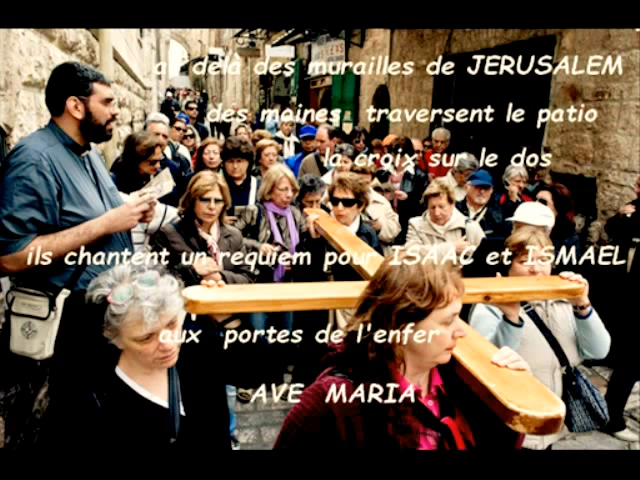 au delà des murailles de JERUSALEM
des moines traversent le patio
la croix sur le dos
ils chantent un requiem pour ISAAC et ISMAEL
aux portes de l'enfer
AVE MARIA